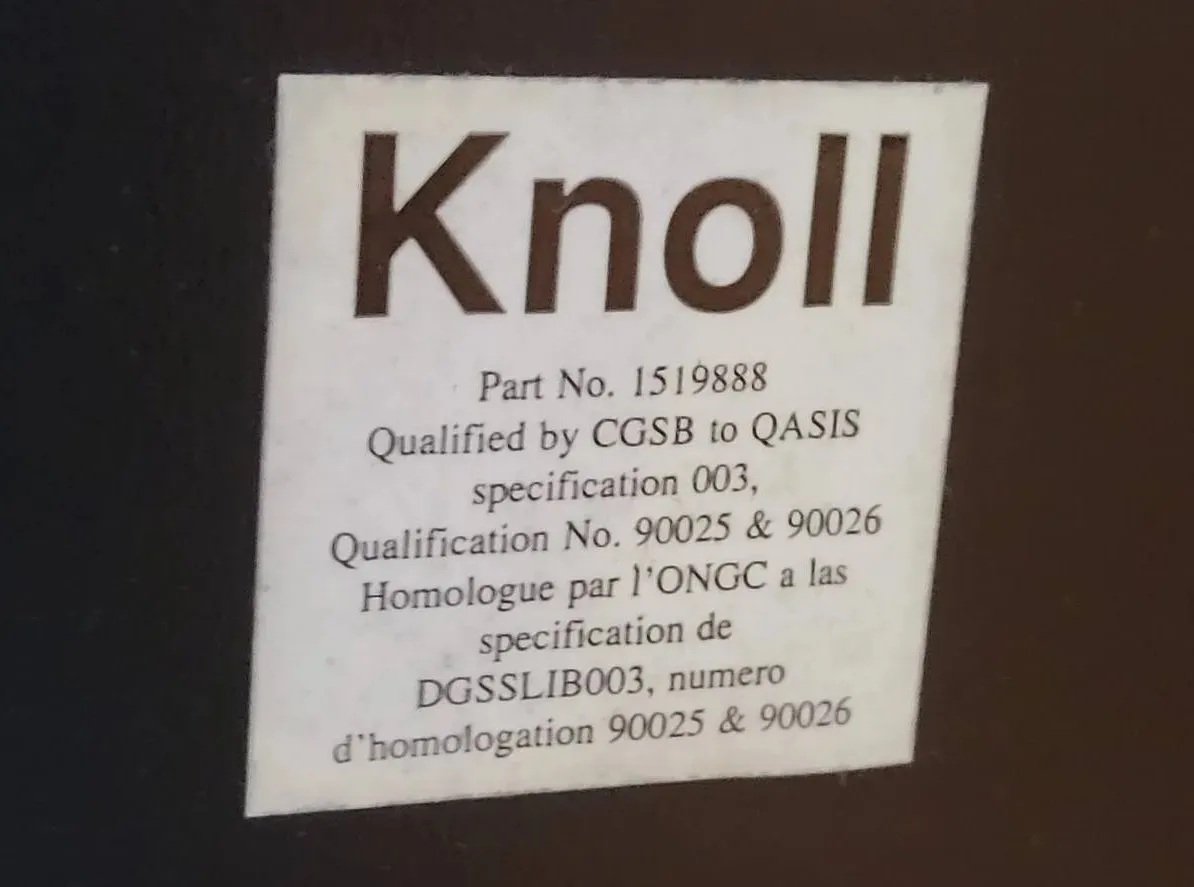 Knoll
Part No. 1519888
Qualified by CGSB to QASIS
specification 003,
Qualification No. 90025 & 90026
Homologue par l'ONGC a las
specification de
DGSSLIB003, numero
d'homologation 90025 & 90026